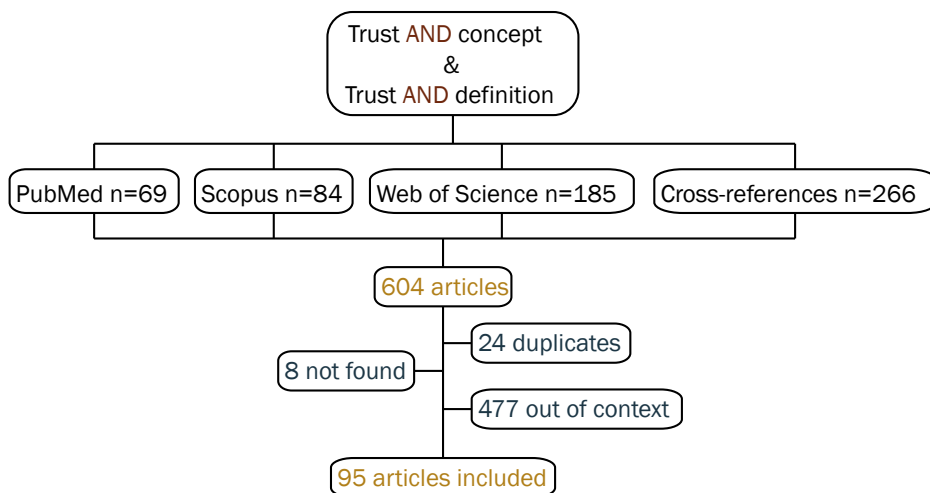 Trust AND concept
&
Trust AND definition
PubMed n=69
Scopus n=84
Web of Science n=185
Cross-references n=266
604 articles
24 duplicates
8 not found
477 out of context
95 articles included